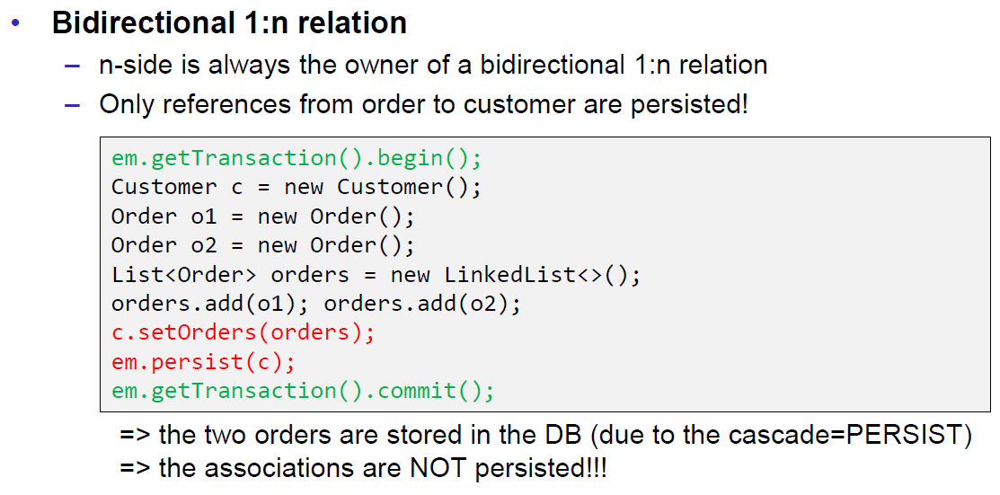 • Bidirectional 1:n relation
– n-side is always the owner of a bidirectional 1:n relation
– Only references from order to customer are persisted!
em.getTransaction().begin();
Customer c = new Customer();
Order o1 = new Order();
Order o2 = new Order();
List<Order> orders = new LinkedList<>();
orders.add(o1); orders.add(o2);
c.setOrders(orders);
em.persist(c);
em.getTransaction().commit();
=> the two orders are stored in the DB (due to the cascade=PERSIST)
=> the associations are NOT persisted!!!